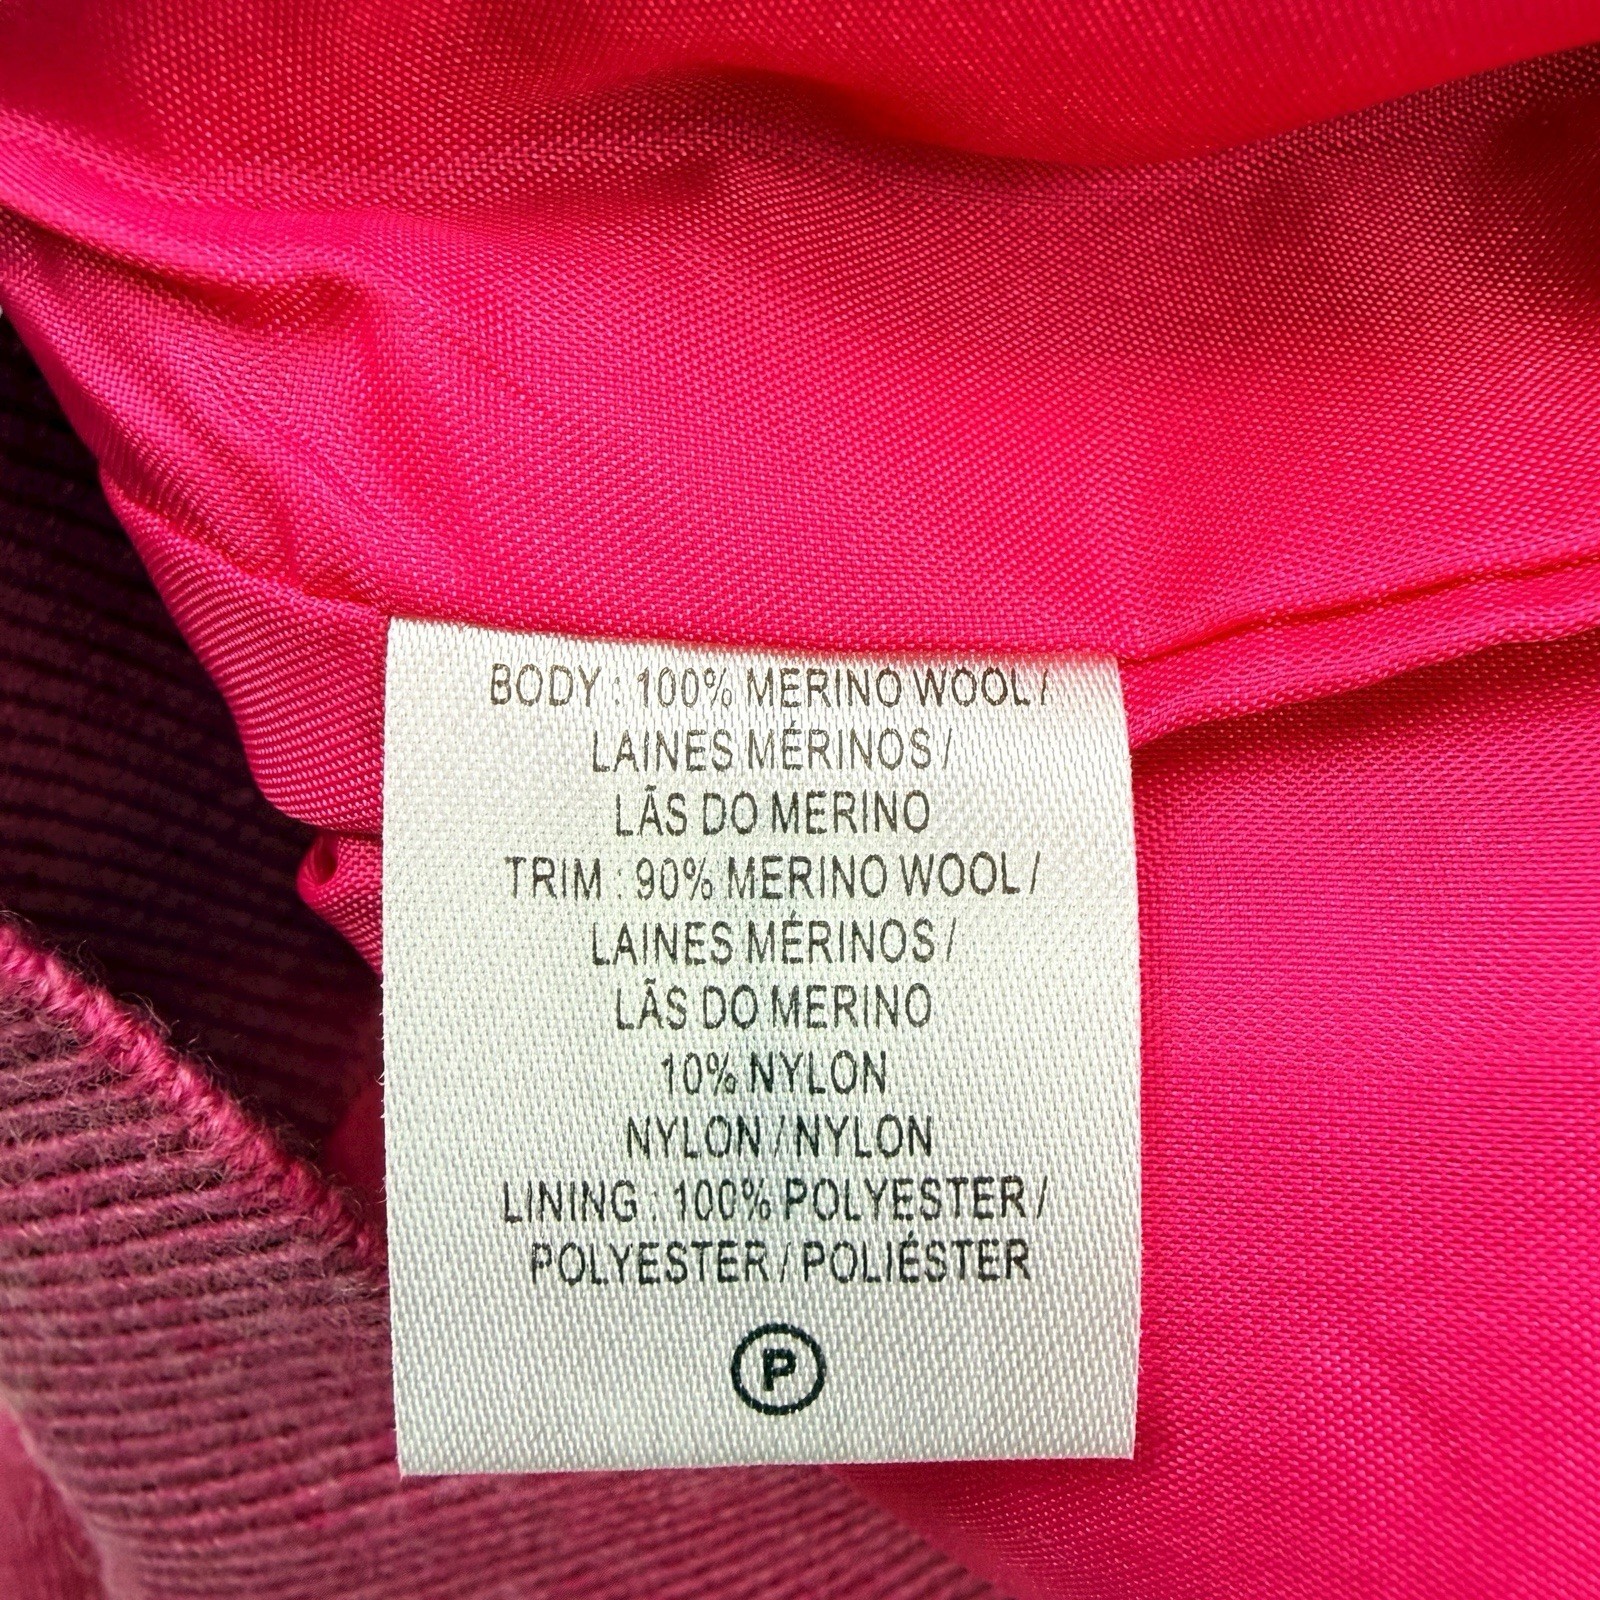 BODY : 100% MERINO WOOL /
LAINES MÉRINOS /
LÃS DO MERINO
TRIM : 90% MERINO WOOL /
LAINES MÉRINOS /
LÃS DO MERINO
10% NYLON
NYLON / NYLON
LINING : 100% POLYESTER /
POLYESTER / POLIÉSTER
P